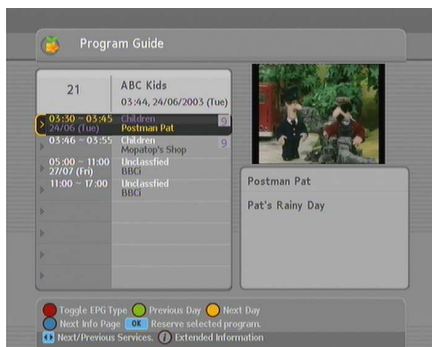 Program Guide
21
ABC Kids
03:44, 24/06/2003 (Tue)
03:30 ~ 03:45 Children 9
24/06 (Tue) Postman Pat
03:46 ~ 03:55 Children 9
Mopatop's Shop
05:00 ~ 11:00 Unclassfied
27/07 (Fri) BBCi
11:00 ~ 17:00 Unclassfied
BBCi
Postman Pat
Pat's Rainy Day
Toggle EPG Type Previous Day Next Day
Next Info Page OK Reserve selected program.
Next/Previous Services. i Extended Information